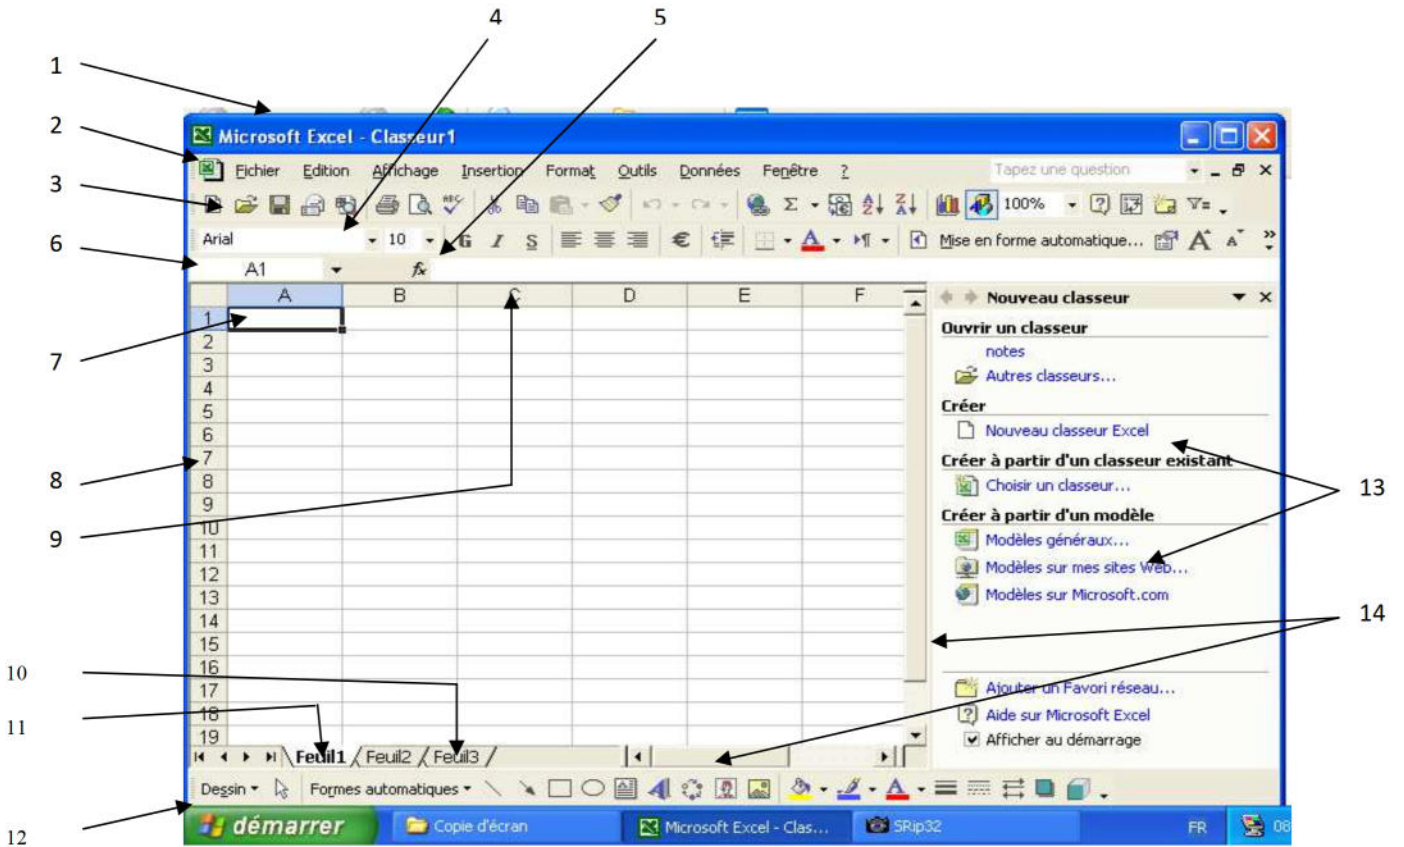 4 5
1
2
3
6
7
8
9
10
11
12
13
14
Microsoft Excel - Classeur1
Fichier Edition Affichage Insertion Format Outils Données Fenêtre ? Tapez une question
100%
Arial 10 G I S € Mise en forme automatique...
A1 fx
A B C D E F
1
2
3
4
5
6
7
8
9
10
11
12
13
14
15
16
17
18
19
Nouveau classeur
Ouvrir un classeur
notes
Autres classeurs...
Créer
Nouveau classeur Excel
Créer à partir d'un classeur existant
Choisir un classeur...
Créer à partir d'un modèle
Modèles généraux...
Modèles sur mes sites Web...
Modèles sur Microsoft.com
Ajouter un Favori réseau...
Aide sur Microsoft Excel
Afficher au démarrage
Feuil1 Feuil2 Feuil3
Dessin Formes automatiques
démarrer Copie d'écran Microsoft Excel - Clas... SRip32 FR 08